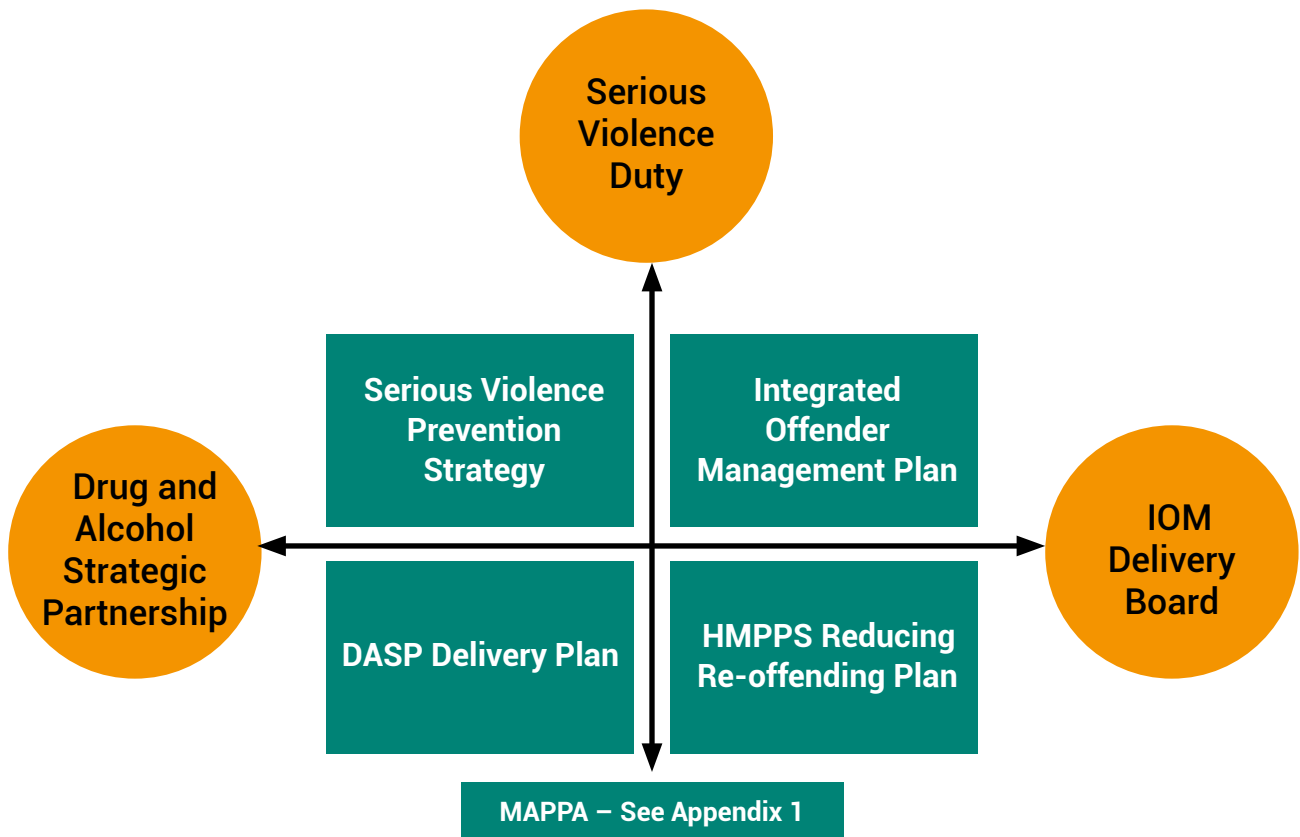 Serious
Violence
Duty
Serious Violence
Prevention
Strategy
Integrated
Offender
Management Plan
Drug and
Alcohol
Strategic
Partnership
IOM
Delivery
Board
DASP Delivery Plan
HMPPS Reducing
Re-offending Plan
MAPPA – See Appendix 1